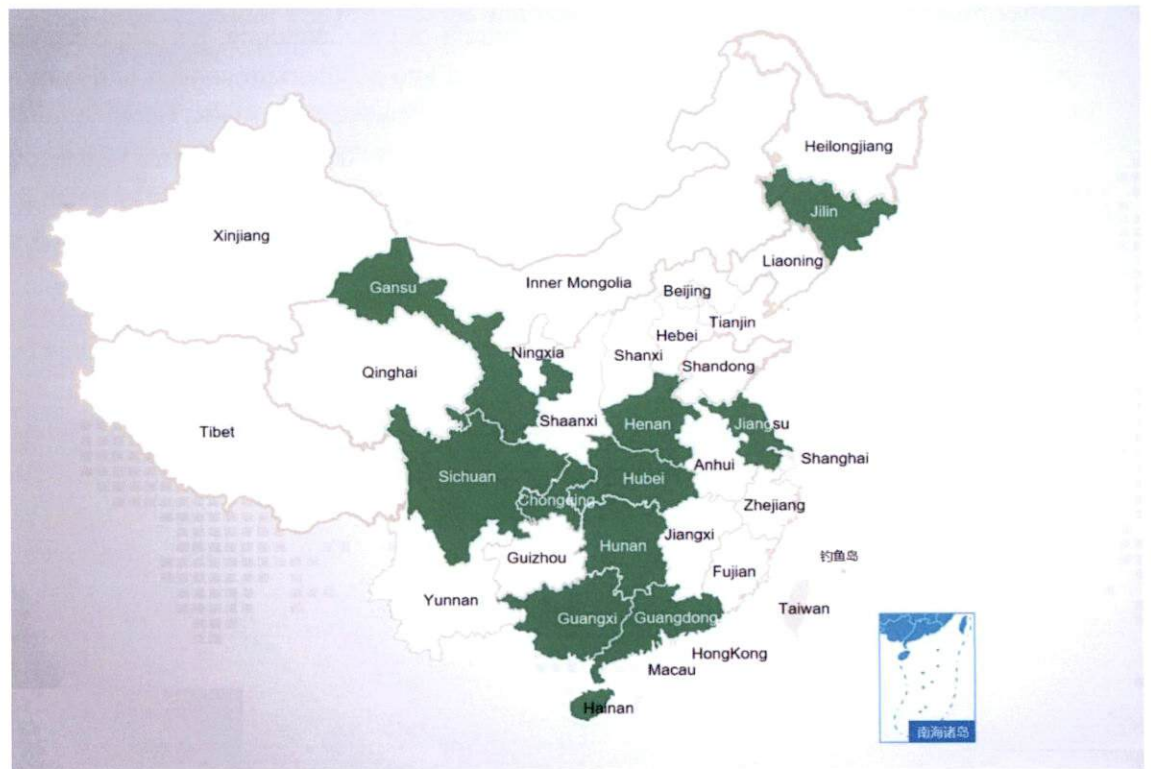 Heilongjiang
Jilin
Xinjiang
Liaoning
Inner Mongolia
Gansu
Beijing
Tianjin
Hebei
Ningxia
Shanxi
Shandong
Qinghai
Shaanxi
Henan
Jiangsu
Tibet
Shanghai
Anhui
Sichuan
Hubei
Chongqing
Zhejiang
Jiangxi
Hunan
Guizhou
钓鱼岛
Fujian
Yunnan
Taiwan
Guangxi
Guangdong
HongKong
Macau
Hainan
南海诸岛